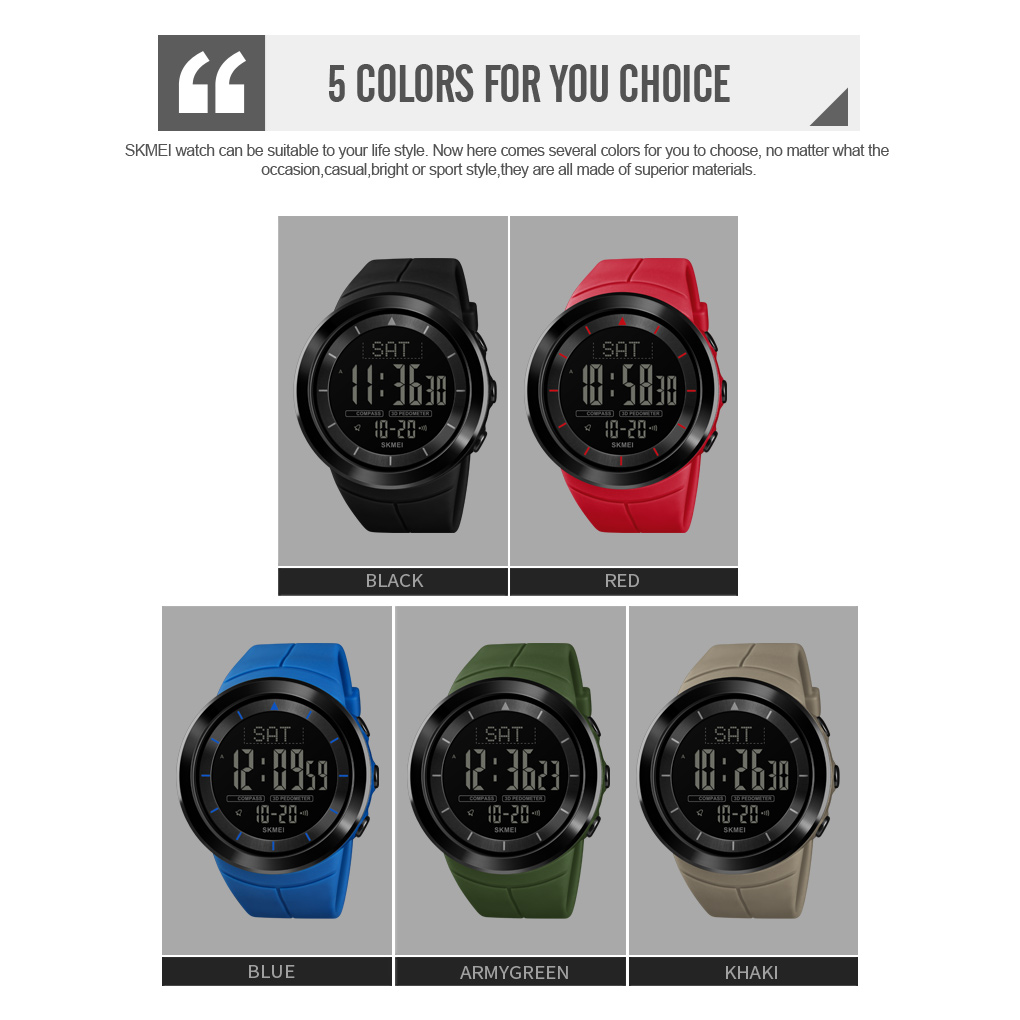 5 COLORS FOR YOU CHOICE
SKMEI watch can be suitable to your life style. Now here comes several colors for you to choose, no matter what the
occasion,casual,bright or sport style,they are all made of superior materials.
SAT
A 11:36 30
COMPASS 3D PEDOMETER
10-20
SKMEI
BLACK
SAT
A 10:58 30
COMPASS 3D PEDOMETER
10-20
SKMEI
RED
SAT
A 12:09 59
COMPASS 3D PEDOMETER
10-20
SKMEI
BLUE
SAT
A 12:36 23
COMPASS 3D PEDOMETER
10-20
SKMEI
ARMYGREEN
SAT
A 10:26 30
COMPASS 3D PEDOMETER
10-20
SKMEI
KHAKI